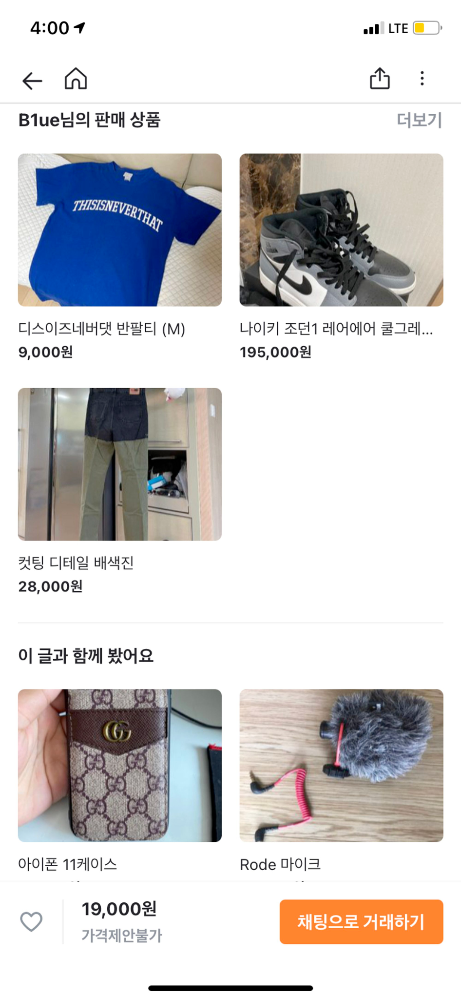 4:00
LTE
B1ue님의 판매 상품
더보기
THISISNEVERTHAT
디스이즈네버댓 반팔티 (M)
9,000원
나이키 조던1 레어에어 쿨그레...
195,000원
컷팅 디테일 배색진
28,000원
이 글과 함께 봤어요
아이폰 11케이스
Rode 마이크
19,000원
가격제안불가
채팅으로 거래하기